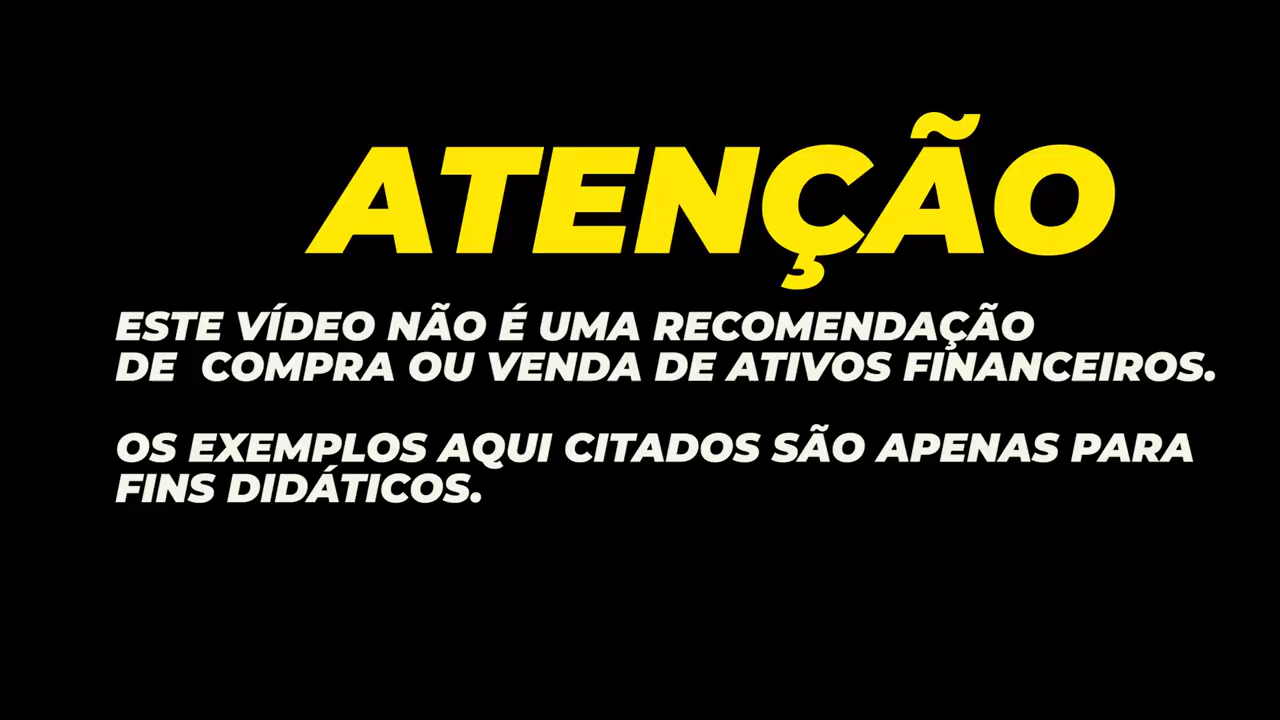 ATENÇÃO
ESTE VÍDEO NÃO É UMA RECOMENDAÇÃO
DE COMPRA OU VENDA DE ATIVOS FINANCEIROS.
OS EXEMPLOS AQUI CITADOS SÃO APENAS PARA
FINS DIDÁTICOS.